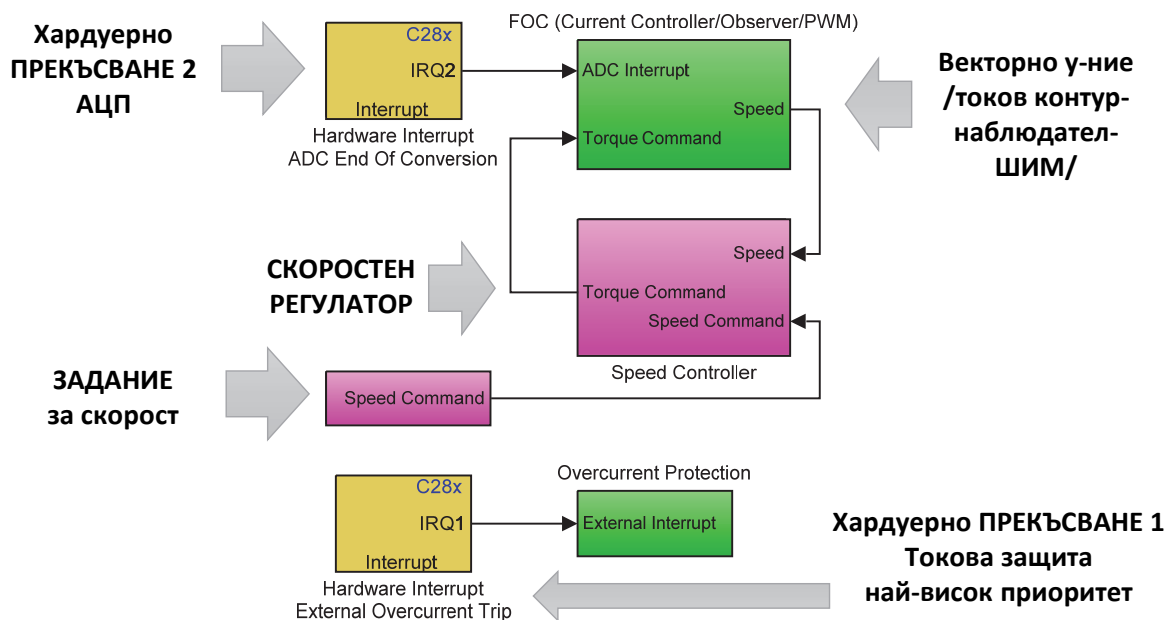 Хардуерно
ПРЕКЪСВАНЕ 2
АЦП
C28x
IRQ2
Interrupt
Hardware Interrupt
ADC End Of Conversion
FOC (Current Controller/Observer/PWM)
ADC Interrupt
Speed
Torque Command
Векторно у-ние
/токов контур-
наблюдател-
ШИМ/
СКОРОСТЕН
РЕГУЛАТОР
Speed
Torque Command
Speed Command
Speed Controller
ЗАДАНИЕ
за скорост
Speed Command
C28x
IRQ1
Interrupt
Hardware Interrupt
External Overcurrent Trip
Overcurrent Protection
External Interrupt
Хардуерно ПРЕКЪСВАНЕ 1
Токова защита
най-висок приоритет